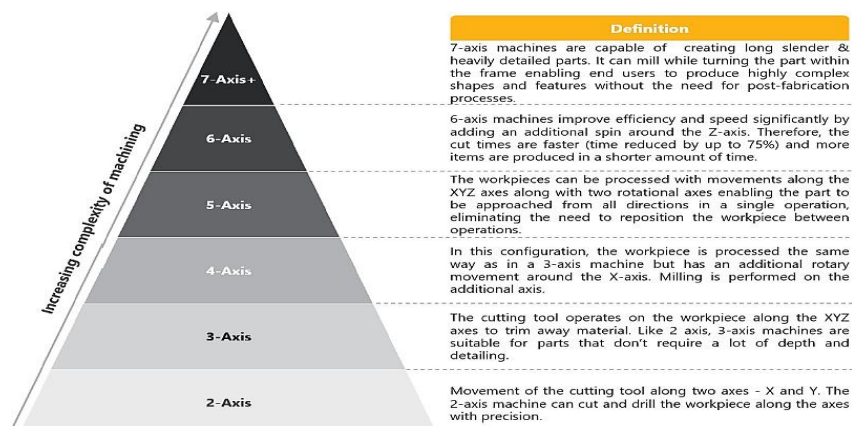 Definition
7-Axis+
7-axis machines are capable of creating long slender &
heavily detailed parts. It can mill while turning the part within
the frame enabling end users to produce highly complex
shapes and features without the need for post-fabrication
processes.
6-Axis
6-axis machines improve efficiency and speed significantly by
adding an additional spin around the Z-axis. Therefore, the
cut times are faster (time reduced by up to 75%) and more
items are produced in a shorter amount of time.
5-Axis
The workpieces can be processed with movements along the
XYZ axes along with two rotational axes enabling the part to
be approached from all directions in a single operation,
eliminating the need to reposition the workpiece between
operations.
4-Axis
In this configuration, the workpiece is processed the same
way as in a 3-axis machine but has an additional rotary
movement around the X-axis. Milling is performed on the
additional axis.
3-Axis
The cutting tool operates on the workpiece along the XYZ
axes to trim away material. Like 2 axis, 3-axis machines are
suitable for parts that don't require a lot of depth and
detailing.
2-Axis
Movement of the cutting tool along two axes - X and Y. The
2-axis machine can cut and drill the workpiece along the axes
with precision.
Increasing complexity of machining